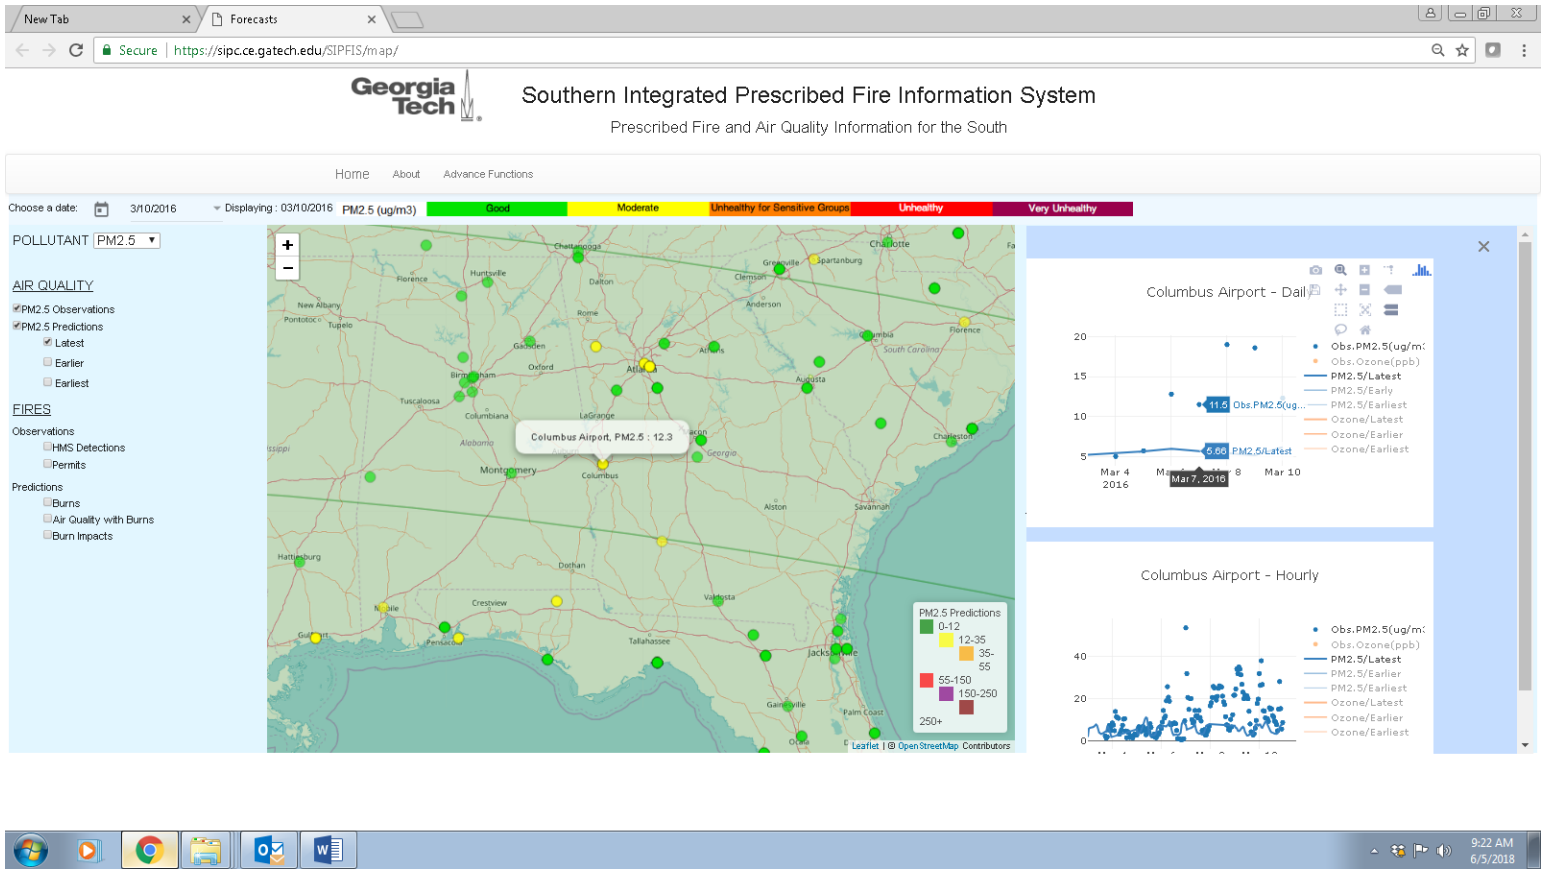 New Tab
Forecasts
Secure
https://sipc.ce.gatech.edu/SIPFIS/map/
Georgia
Tech
Southern Integrated Prescribed Fire Information System
Prescribed Fire and Air Quality Information for the South
Home About Advance Functions
Choose a date: 3/10/2016 Displaying : 03/10/2016 PM2.5 (ug/m3) Good Moderate Unhealthy for Sensitive Groups Unhealthy Very Unhealthy
POLLUTANT PM2.5
AIR QUALITY
PM2.5 Observations
PM2.5 Predictions
Latest
Earlier
Earliest
FIRES
Observations
HMS Detections
Permits
Predictions
Burns
Air Quality with Burns
Burn Impacts
+
−
Chattanooga
Charlotte
Fa
Greenville
Spartanburg
Huntsville
Florence
Dalton
Clemson
New Albany
Pontotoc
Tupelo
Rome
Anderson
Florence
Gadsden
Athens
Columbia
South Carolina
Birmingham
Oxford
Atla
Augusta
Tuscaloosa
Columbiana
LaGrange
Alabama
Columbus Airport, PM2.5 : 12.3
acon
Georgia
Charleston
issippi
Auburn
Montgomery
Columbus
Alston
Savannah
Hattiesburg
Dothan
Mobile
Crestview
Valdosta
Gulfport
Pensacola
Tallahassee
Jacksonville
Gainesville
Palm Coast
Ocala
PM2.5 Predictions
0-12
12-35
35-
55
55-150
150-250
250+
Leaflet | © OpenStreetMap Contributors
Columbus Airport - Daily
20
15
10
5
11.5 Obs.PM2.5(ug...
5.66 PM2.5/Latest
Mar 4
2016
8
Mar 10
Mar 7, 2016
Obs.PM2.5(ug/m
Obs.Ozone(ppb)
PM2.5/Latest
PM2.5/Early
PM2.5/Earliest
Ozone/Latest
Ozone/Earlier
Ozone/Earliest
Columbus Airport - Hourly
40
20
0
Obs.PM2.5(ug/m
Obs.Ozone(ppb)
PM2.5/Latest
PM2.5/Earlier
PM2.5/Earliest
Ozone/Latest
Ozone/Earlier
Ozone/Earliest
9:22 AM
6/5/2018